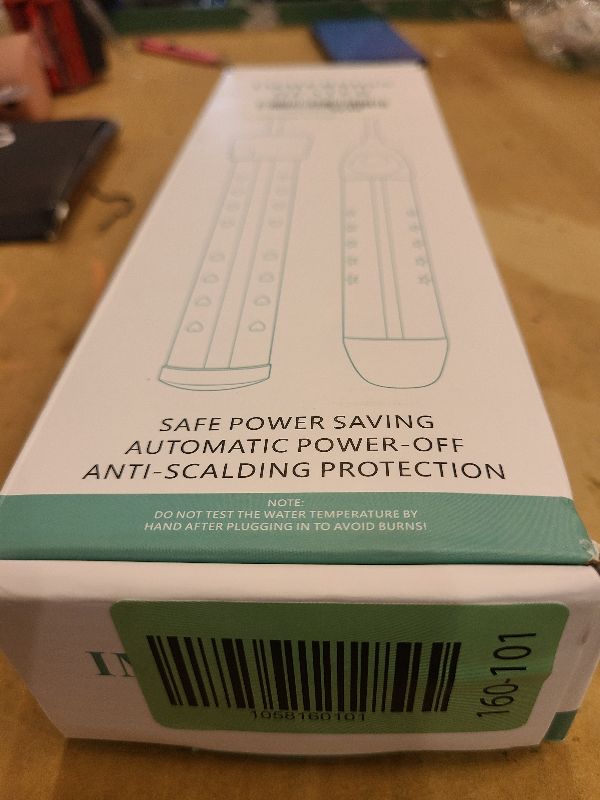 SAFE POWER SAVING
AUTOMATIC POWER-OFF
ANTI-SCALDING PROTECTION
NOTE:
DO NOT TEST THE WATER TEMPERATURE BY
HAND AFTER PLUGGING IN TO AVOID BURNS!
1058160101
160-101